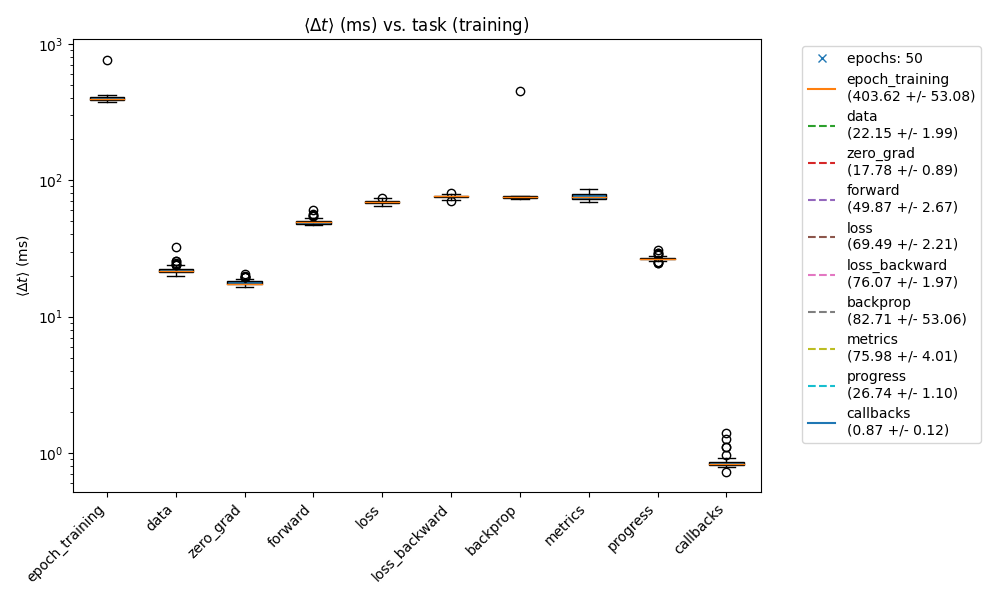 ⟨Δt⟩ (ms) vs. task (training)
⟨Δt⟩ (ms)
10³
10²
10¹
10⁰
epoch_training
data
zero_grad
forward
loss
loss_backward
backprop
metrics
progress
callbacks
epochs: 50
epoch_training
(403.62 +/- 53.08)
data
(22.15 +/- 1.99)
zero_grad
(17.78 +/- 0.89)
forward
(49.87 +/- 2.67)
loss
(69.49 +/- 2.21)
loss_backward
(76.07 +/- 1.97)
backprop
(82.71 +/- 53.06)
metrics
(75.98 +/- 4.01)
progress
(26.74 +/- 1.10)
callbacks
(0.87 +/- 0.12)